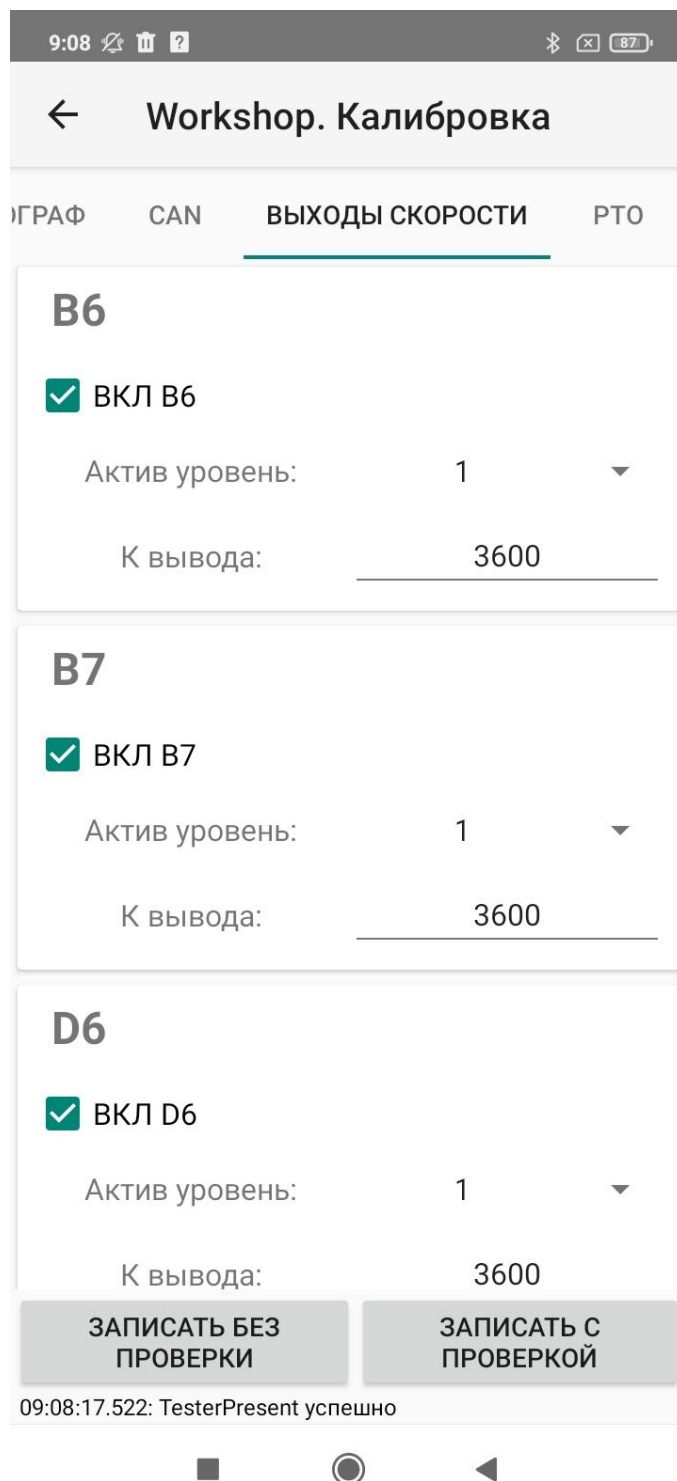 9:08
87
Workshop. Калибровка
ОГРАФ CAN ВЫХОДЫ СКОРОСТИ PTO
B6
ВКЛ B6
Актив уровень: 1
К вывода: 3600
B7
ВКЛ B7
Актив уровень: 1
К вывода: 3600
D6
ВКЛ D6
Актив уровень: 1
К вывода: 3600
ЗАПИСАТЬ БЕЗ
ПРОВЕРКИ
ЗАПИСАТЬ С
ПРОВЕРКОЙ
09:08:17.522: TesterPresent успешно